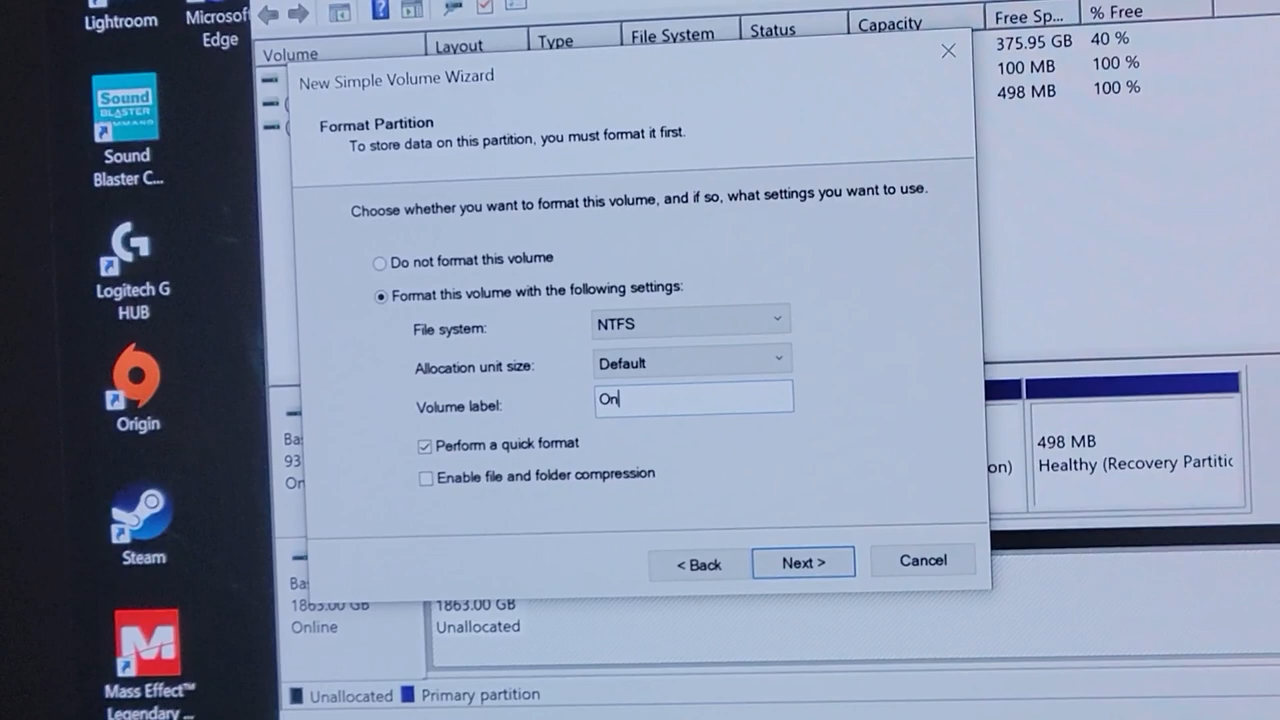 Lightroom
Microsoft
Edge
Sound
BLASTER
COMMAND
Sound
Blaster C...
Logitech G
HUB
Origin
Steam
Mass Effect™
Legendary ...
Volume
Layout
Type
File System
Status
Capacity
Free Sp...
% Free
375.95 GB
40 %
100 MB
100 %
498 MB
100 %
New Simple Volume Wizard
Format Partition
To store data on this partition, you must format it first.
Choose whether you want to format this volume, and if so, what settings you want to use.
Do not format this volume
Format this volume with the following settings:
File system:
NTFS
Allocation unit size:
Default
Volume label:
On
Perform a quick format
Enable file and folder compression
< Back
Next >
Cancel
Ba
93
On
on)
498 MB
Healthy (Recovery Partitic
Ba
1863.00 GB
Online
1863.00 GB
Unallocated
Unallocated
Primary partition